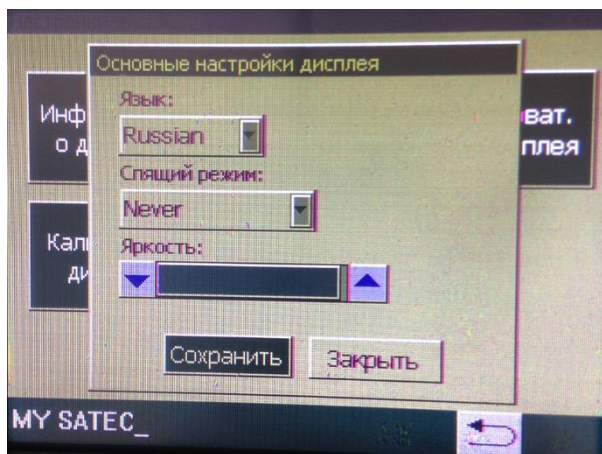 Основные настройки дисплея
Язык:
Russian
Спящий режим:
Never
Яркость:
Сохранить
Закрыть
MY SATEC_